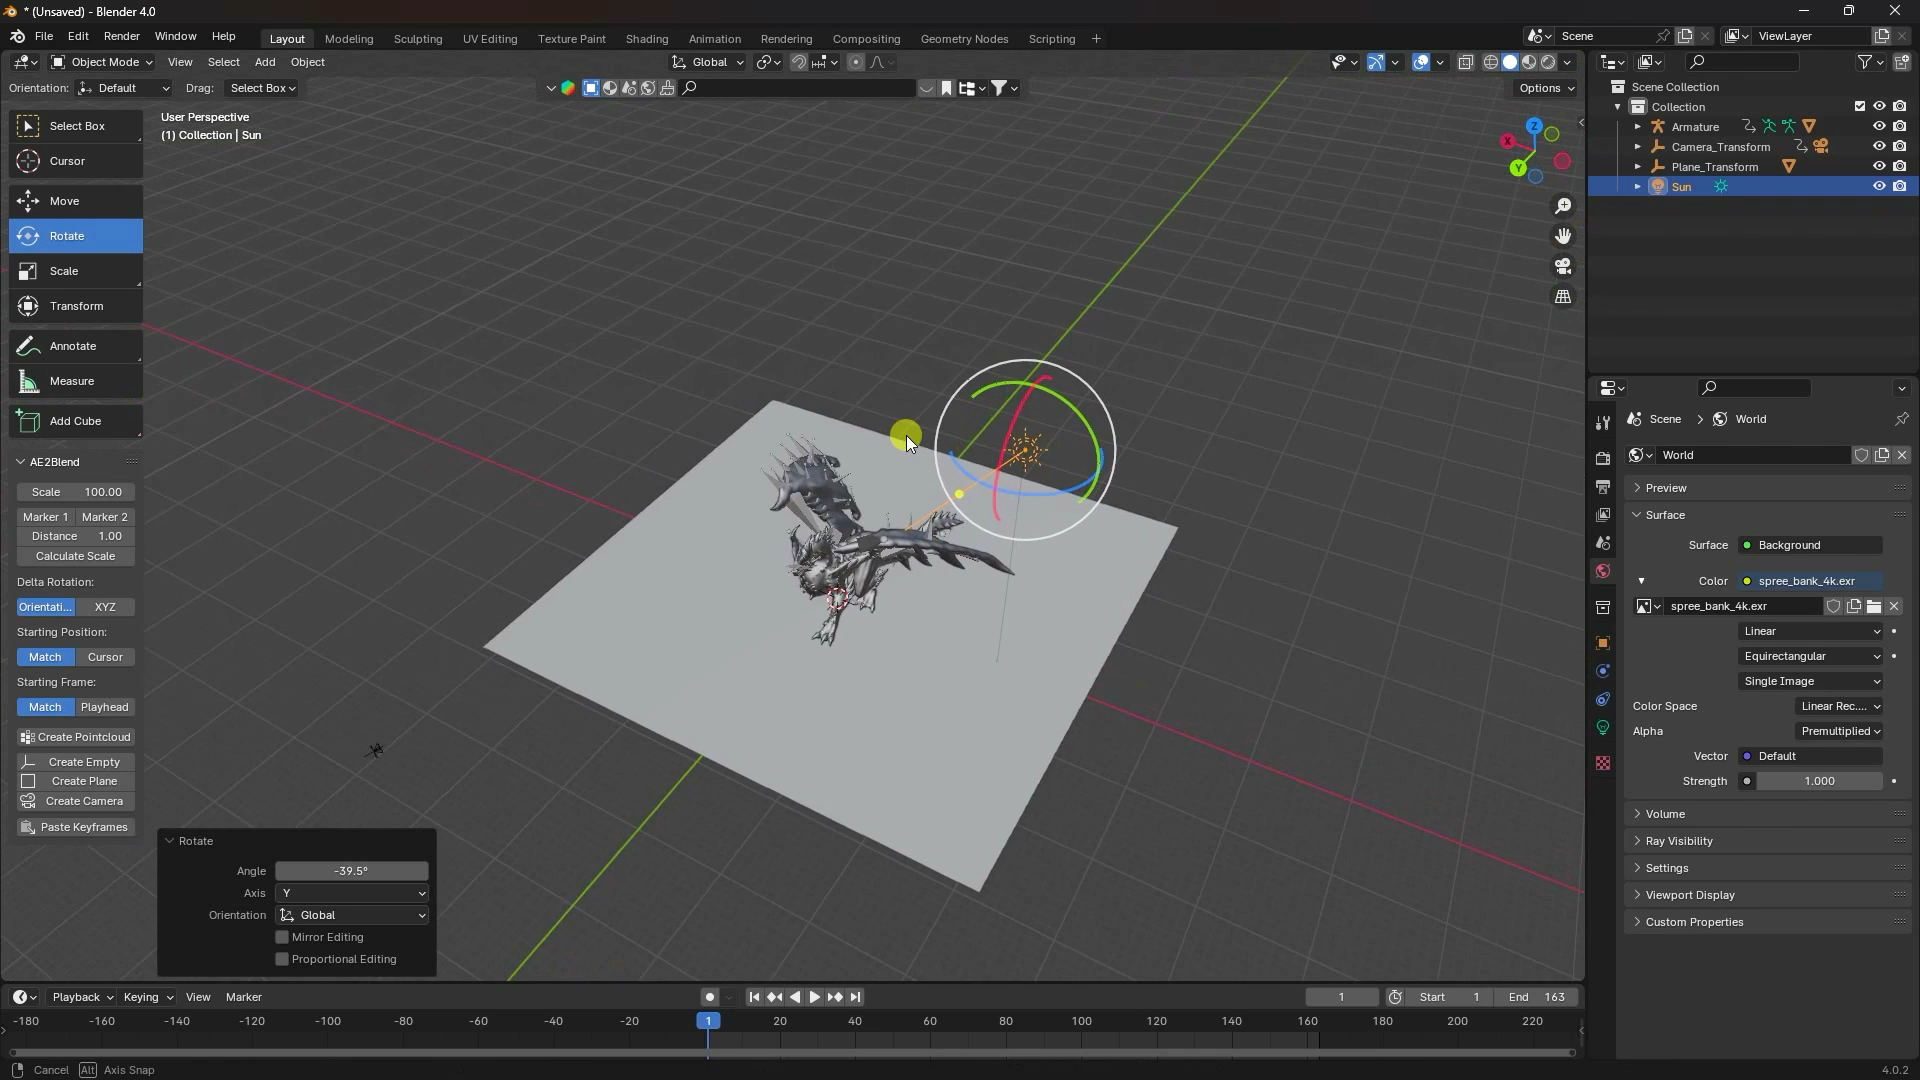 * (Unsaved) - Blender 4.0
File Edit Render Window Help
Layout Modeling Sculpting UV Editing Texture Paint Shading Animation Rendering Compositing Geometry Nodes Scripting +
Scene
ViewLayer
Object Mode View Select Add Object
Global
Orientation: Default Drag: Select Box
Options
User Perspective
(1) Collection | Sun
Select Box
Cursor
Move
Rotate
Scale
Transform
Annotate
Measure
Add Cube
AE2Blend
Scale 100.00
Marker 1 Marker 2
Distance 1.00
Calculate Scale
Delta Rotation:
Orientati... XYZ
Starting Position:
Match Cursor
Starting Frame:
Match Playhead
Create Pointcloud
Create Empty
Create Plane
Create Camera
Paste Keyframes
Rotate
Angle -39.5°
Axis Y
Orientation Global
Mirror Editing
Proportional Editing
Z
X
Y
Scene Collection
Collection
Armature
Camera_Transform
Plane_Transform
Sun
Scene > World
World
Preview
Surface
Surface Background
Color spree_bank_4k.exr
spree_bank_4k.exr
Linear
Equirectangular
Single Image
Color Space Linear Rec....
Alpha Premultiplied
Vector Default
Strength 1.000
Volume
Ray Visibility
Settings
Viewport Display
Custom Properties
Playback Keying View Marker
1 Start 1 End 163
-180 -160 -140 -120 -100 -80 -60 -40 -20 1 20 40 60 80 100 120 140 160 180 200 220
Cancel Alt Axis Snap
4.0.2